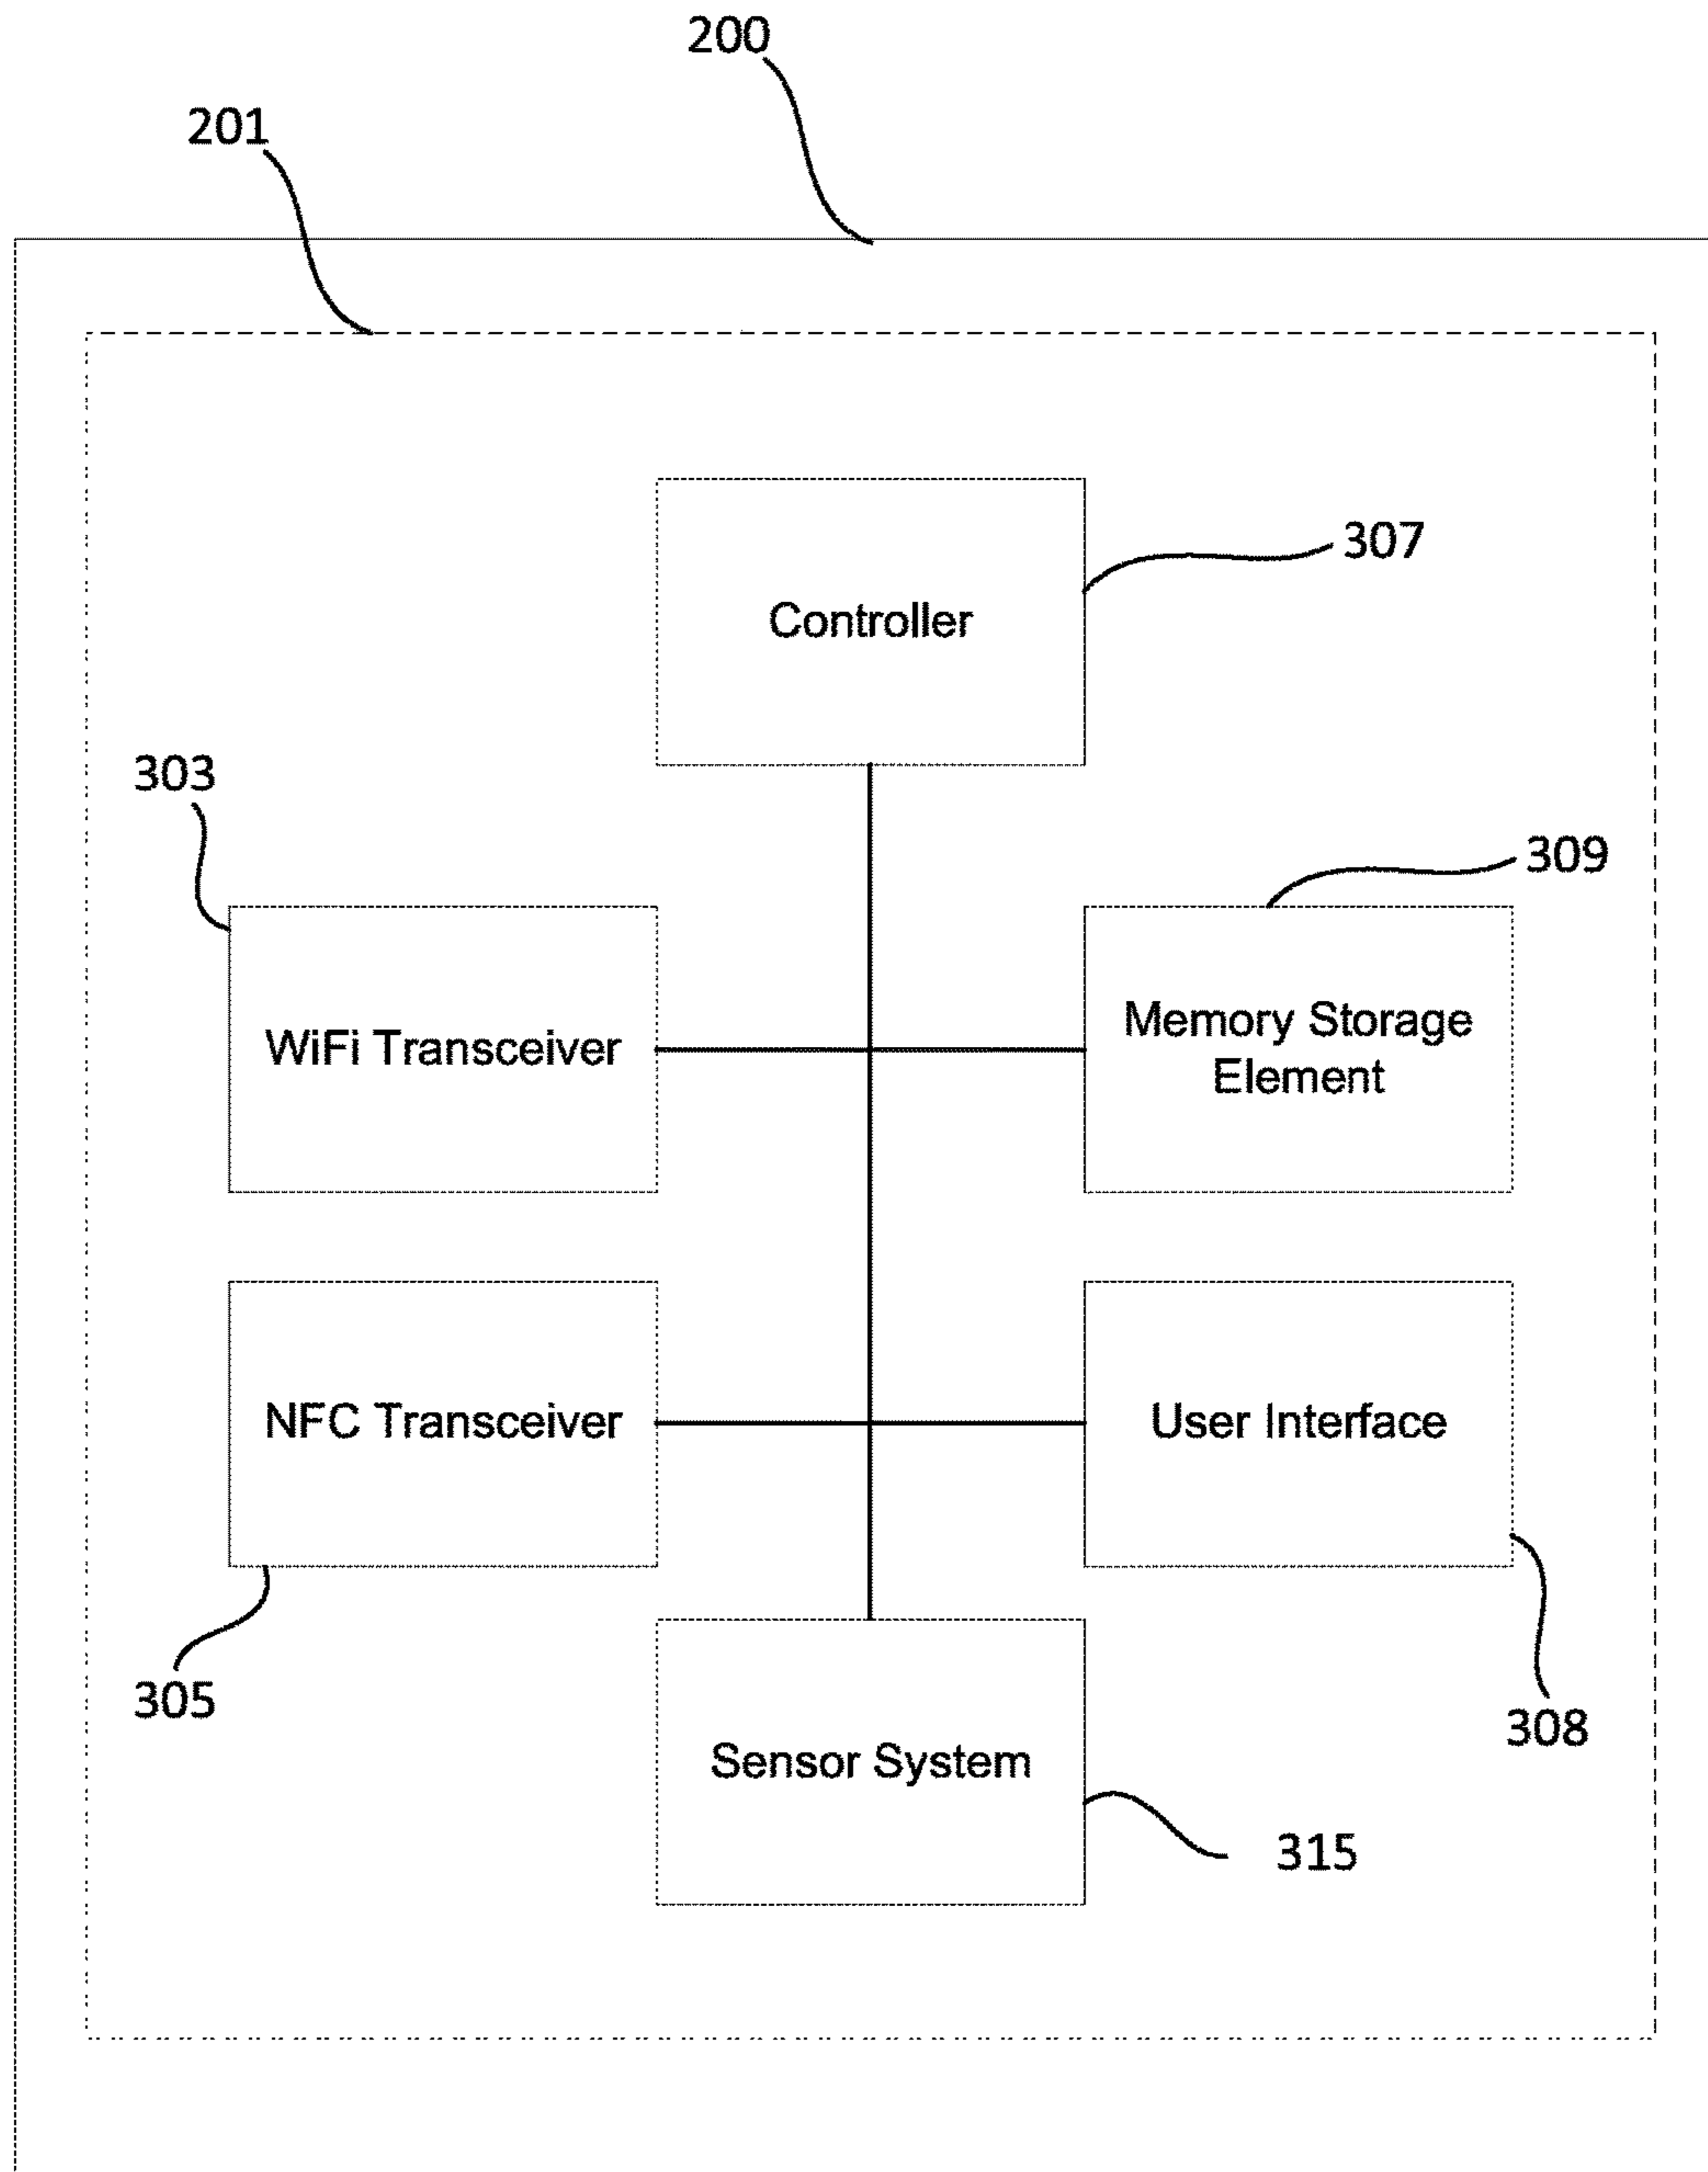 200
201
Controller
307
303
309
WiFi Transceiver
Memory Storage
Element
NFC Transceiver
User Interface
305
308
Sensor System
315